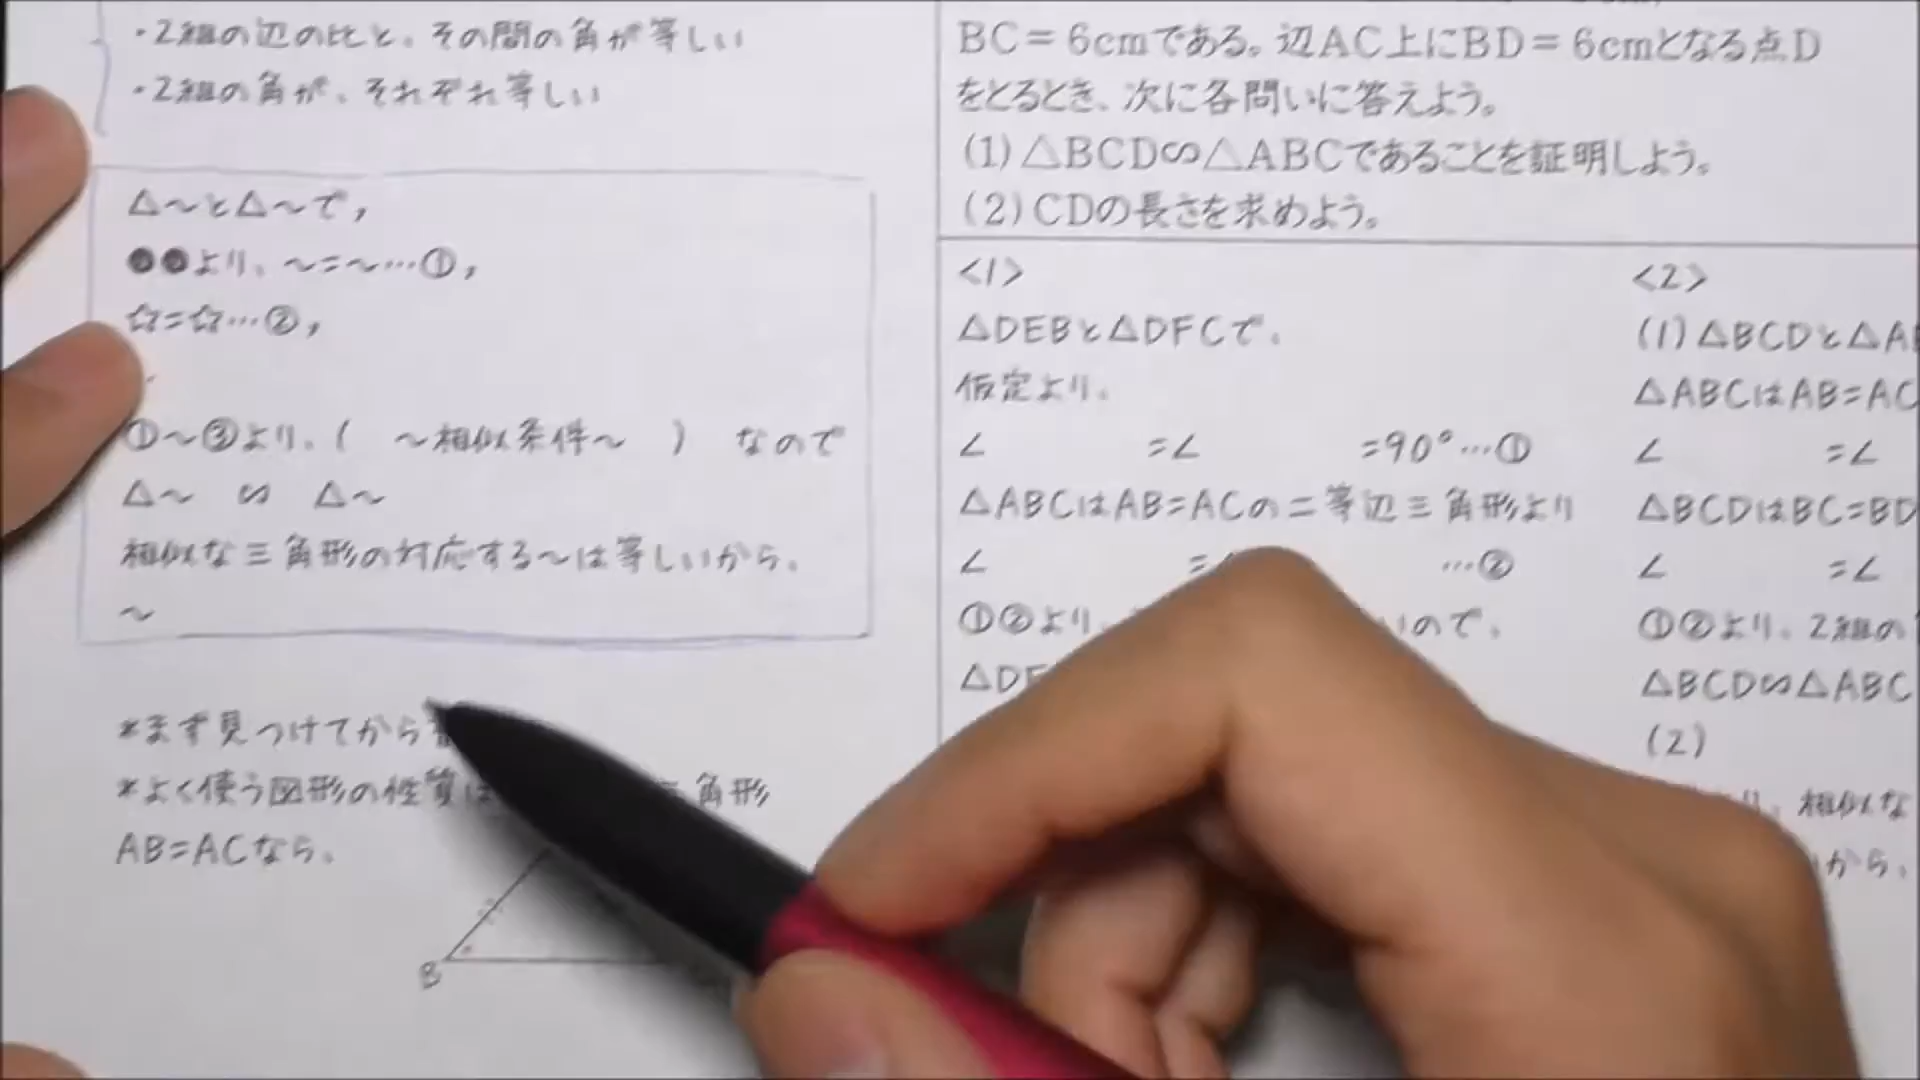 ・2組の辺の比と、その間の角が等しい
・2組の角が、それぞれ等しい
△～と△～で,
●●より、～=～…①,
☆=☆…②,
①～③より、( ～相似条件～ ) なので
△～ ∽ △～
相似な三角形の対応する～は等しいから、
～
*まず見つけてから
*よく使う図形の性質は 角形
AB=ACなら、
B
BC＝6cmである。辺AC上にBD＝6cmとなる点D
をとるとき、次に各問いに答えよう。
(1)△BCD∽△ABCであることを証明しよう。
(2)CDの長さを求めよう。
<1>
△DEBと△DFCで、
仮定より、
∠ =∠ =90°…①
△ABCはAB=ACの二等辺三角形より
∠ =∠ …②
①②より、 ので、
△DE
<2>
(1)△BCDと△AB
△ABCはAB=AC
∠ =∠
△BCDはBC=BD
∠ =∠
①②より、2組の
△BCD∽△ABC
(2)
り、相似な
から、